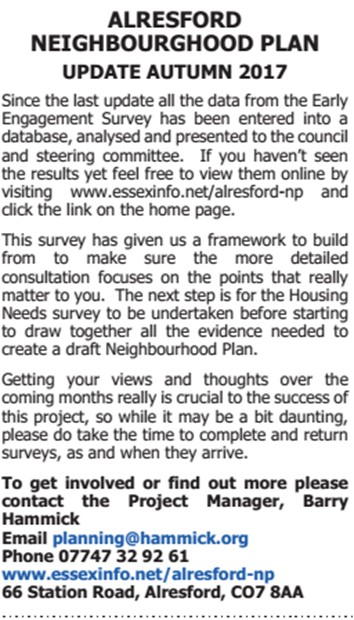 ALRESFORD
NEIGHBOURGHOOD PLAN
UPDATE AUTUMN 2017
Since the last update all the data from the Early
Engagement Survey has been entered into a
database, analysed and presented to the council
and steering committee. If you haven't seen
the results yet feel free to view them online by
visiting www.essexinfo.net/alresford-np and
click the link on the home page.
This survey has given us a framework to build
from to make sure the more detailed
consultation focuses on the points that really
matter to you. The next step is for the Housing
Needs survey to be undertaken before starting
to draw together all the evidence needed to
create a draft Neighbourhood Plan.
Getting your views and thoughts over the
coming months really is crucial to the success of
this project, so while it may be a bit daunting,
please do take the time to complete and return
surveys, as and when they arrive.
To get involved or find out more please
contact the Project Manager, Barry
Hammick
Email planning@hammick.org
Phone 07747 32 92 61
www.essexinfo.net/alresford-np
66 Station Road, Alresford, CO7 8AA